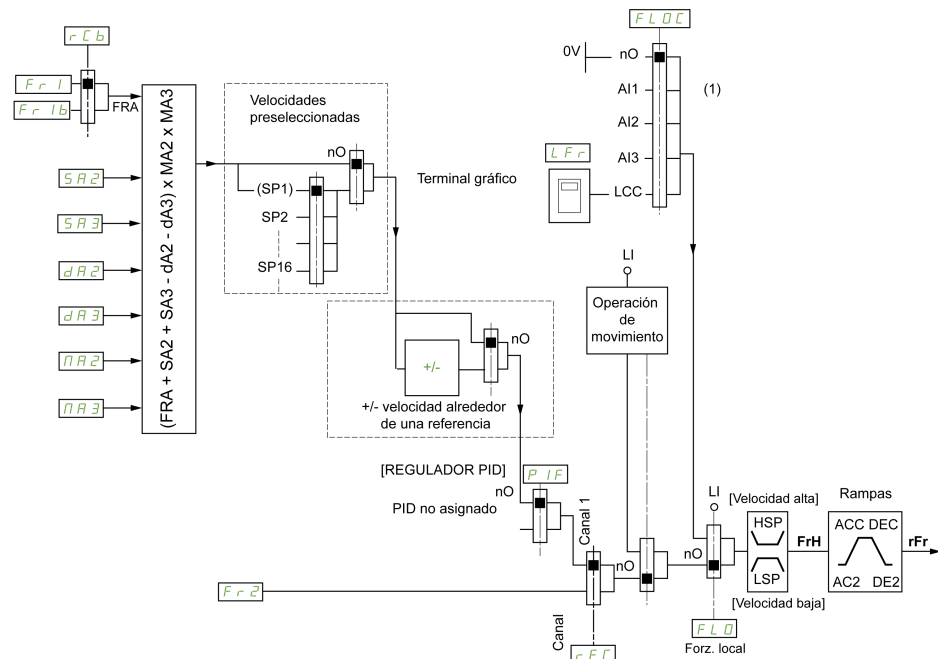 rCb
Fr1
Fr1b
FRA
SA2
SA3
dA2
dA3
MA2
MA3
(FRA + SA2 + SA3 - dA2 - dA3) x MA2 x MA3
Velocidades
preseleccionadas
nO
(SP1)
SP2
SP16
+/-
nO
+/- velocidad alrededor
de una referencia
[REGULADOR PID]
PIF
nO
PID no asignado
Fr2
Canal 1
Canal
rFC
FLOC
0V
nO
AI1
(1)
AI2
AI3
LCC
LFr
Terminal gráfico
LI
Operación
de
movimiento
nO
LI
nO
FLO
Forz. local
[Velocidad alta]
HSP
LSP
[Velocidad baja]
FrH
Rampas
ACC DEC
AC2 DE2
rFr